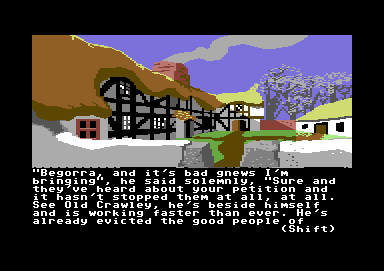 "Begorra, and it's bad gnews I'm
bringing", he said solemnly, "Sure and
they've heard about your petition and
it hasn't stopped them at all, at all.
See Old Crawley, he's beside himself
and is working faster than ever. He's
already evicted the good people of
(Shift)